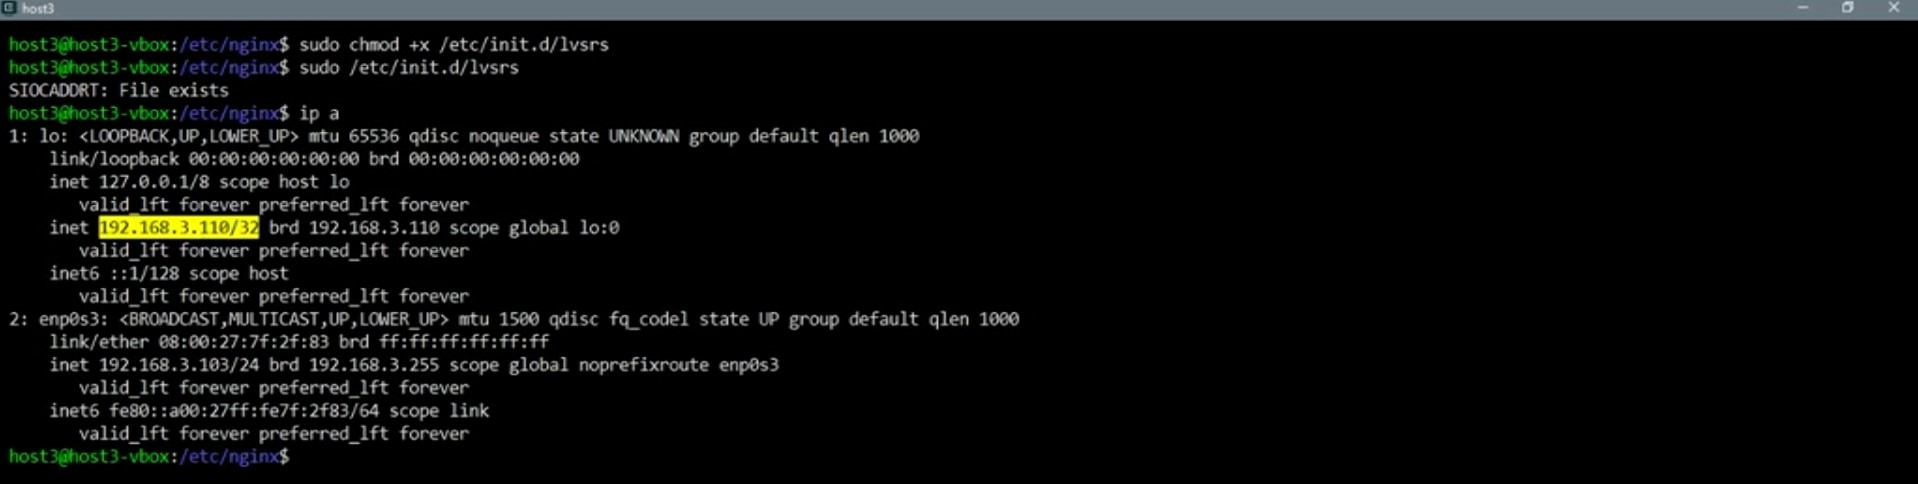 host3
host3@host3-vbox:/etc/nginx$ sudo chmod +x /etc/init.d/lvsrs
host3@host3-vbox:/etc/nginx$ sudo /etc/init.d/lvsrs
SIOCADDRT: File exists
host3@host3-vbox:/etc/nginx$ ip a
1: lo: <LOOPBACK,UP,LOWER_UP> mtu 65536 qdisc noqueue state UNKNOWN group default qlen 1000
    link/loopback 00:00:00:00:00:00 brd 00:00:00:00:00:00
    inet 127.0.0.1/8 scope host lo
       valid_lft forever preferred_lft forever
    inet 192.168.3.110/32 brd 192.168.3.110 scope global lo:0
       valid_lft forever preferred_lft forever
    inet6 ::1/128 scope host
       valid_lft forever preferred_lft forever
2: enp0s3: <BROADCAST,MULTICAST,UP,LOWER_UP> mtu 1500 qdisc fq_codel state UP group default qlen 1000
    link/ether 08:00:27:7f:2f:83 brd ff:ff:ff:ff:ff:ff
    inet 192.168.3.103/24 brd 192.168.3.255 scope global noprefixroute enp0s3
       valid_lft forever preferred_lft forever
    inet6 fe80::a00:27ff:fe7f:2f83/64 scope link
       valid_lft forever preferred_lft forever
host3@host3-vbox:/etc/nginx$